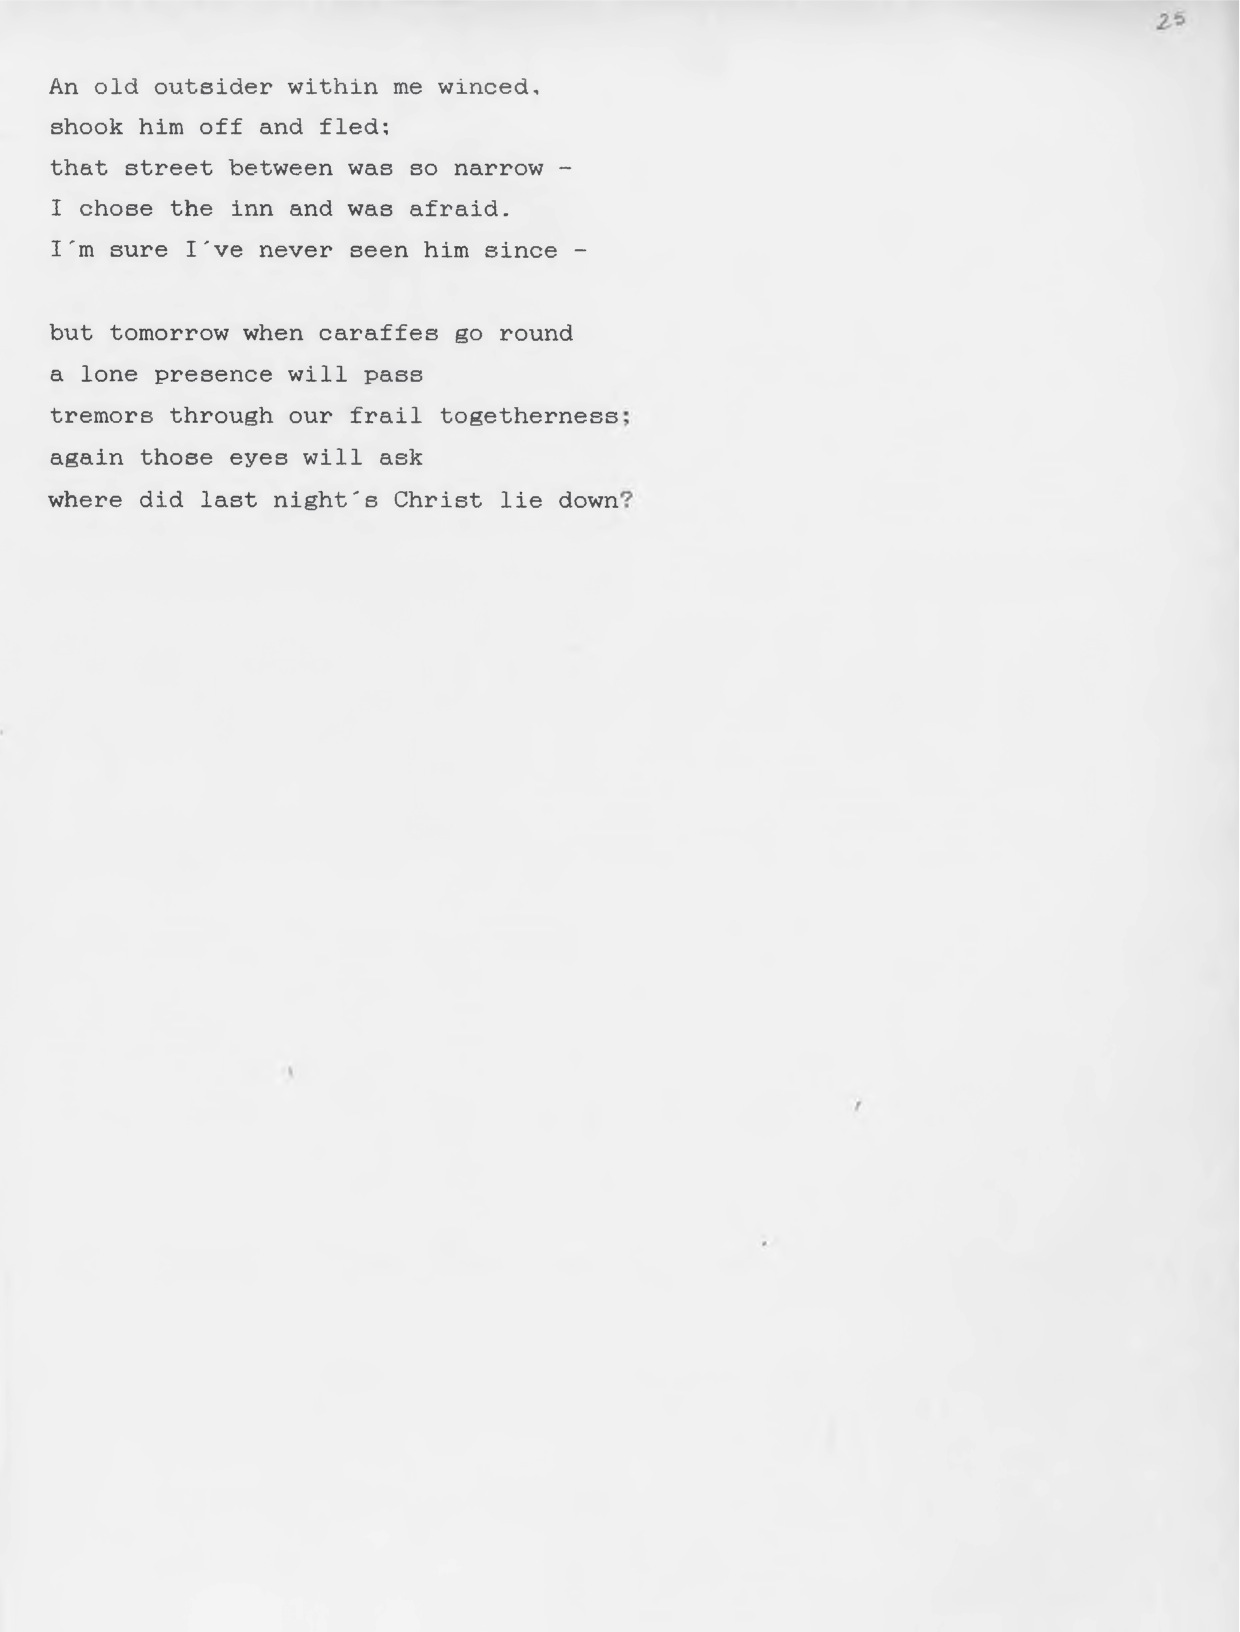 25
An old outsider within me winced,
shook him off and fled;
that street between was so narrow -
I chose the inn and was afraid.
I´m sure I´ve never seen him since -

but tomorrow when caraffes go round
a lone presence will pass
tremors through our frail togetherness;
again those eyes will ask
where did last night´s Christ lie down?